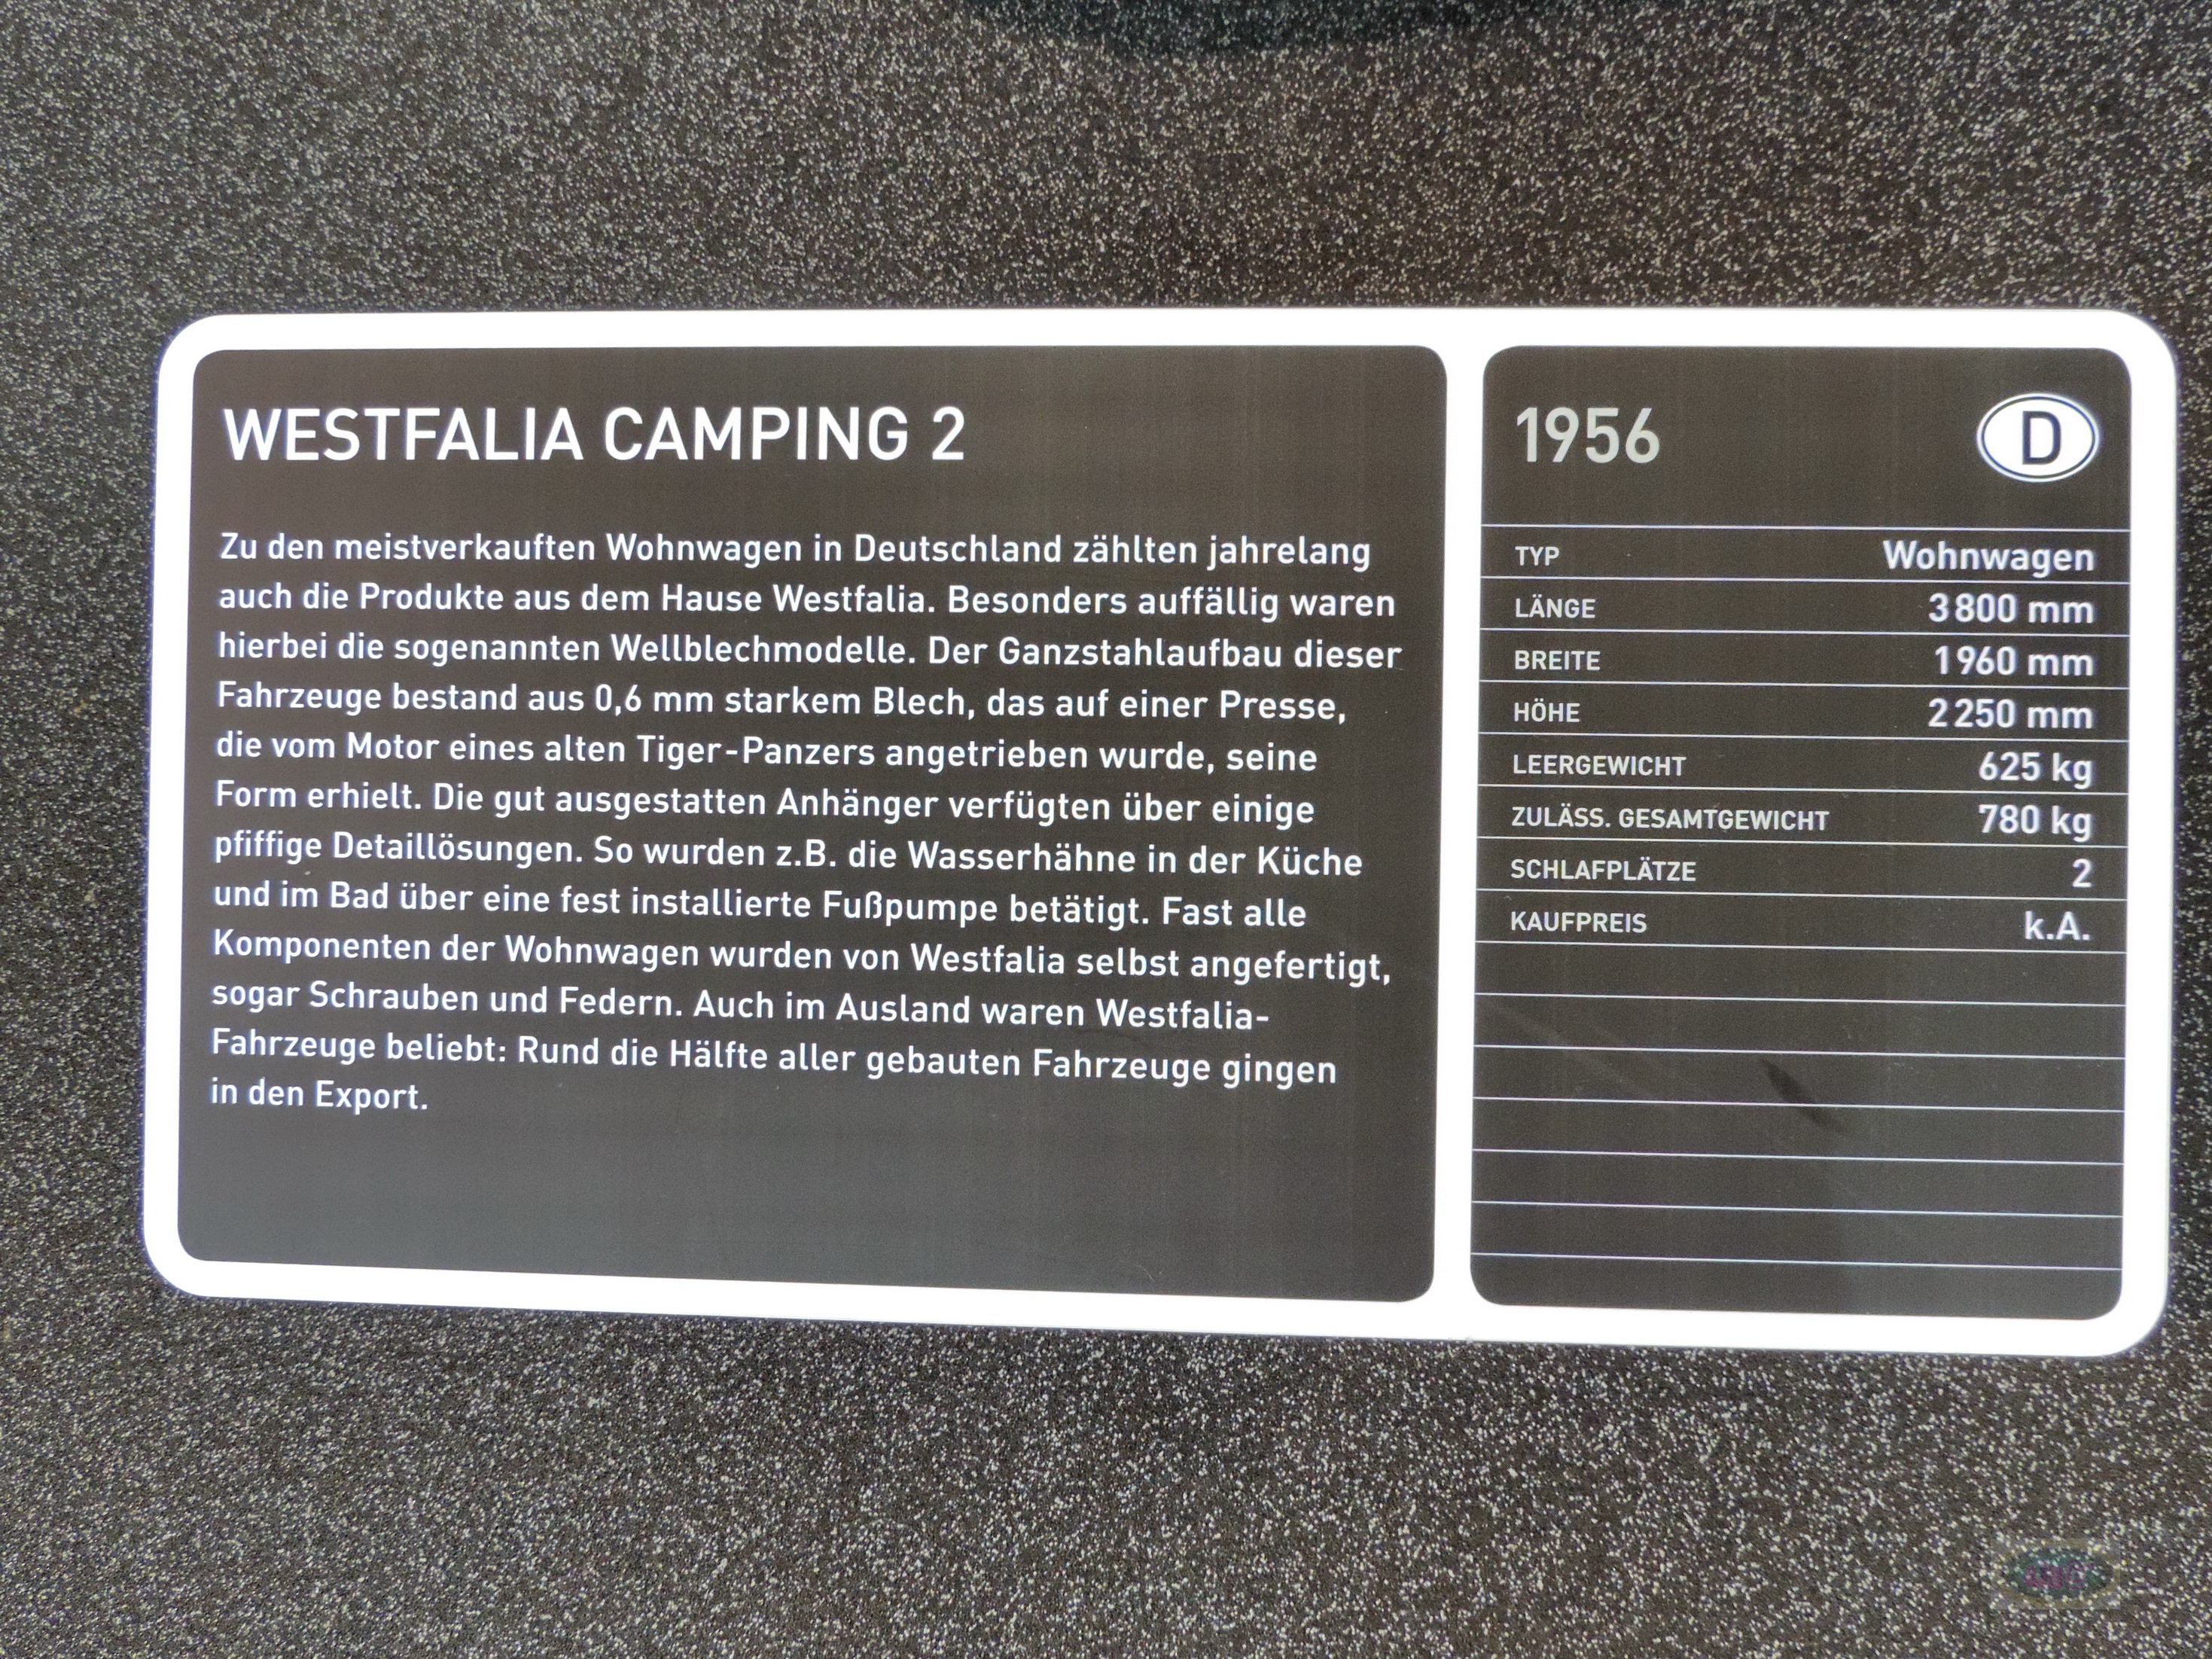 WESTFALIA CAMPING 2
Zu den meistverkauften Wohnwagen in Deutschland zählten jahrelang
auch die Produkte aus dem Hause Westfalia. Besonders auffällig waren
hierbei die sogenannten Wellblechmodelle. Der Ganzstahlaufbau dieser
Fahrzeuge bestand aus 0,6 mm starkem Blech, das auf einer Presse,
die vom Motor eines alten Tiger-Panzers angetrieben wurde, seine
Form erhielt. Die gut ausgestatten Anhänger verfügten über einige
pfiffige Detaillösungen. So wurden z.B. die Wasserhähne in der Küche
und im Bad über eine fest installierte Fußpumpe betätigt. Fast alle
Komponenten der Wohnwagen wurden von Westfalia selbst angefertigt,
sogar Schrauben und Federn. Auch im Ausland waren Westfalia-
Fahrzeuge beliebt: Rund die Hälfte aller gebauten Fahrzeuge gingen
in den Export.
1956 D
TYP Wohnwagen
LÄNGE 3800 mm
BREITE 1960 mm
HÖHE 2250 mm
LEERGEWICHT 625 kg
ZULÄSS. GESAMTGEWICHT 780 kg
SCHLAFPLÄTZE 2
KAUFPREIS k.A.